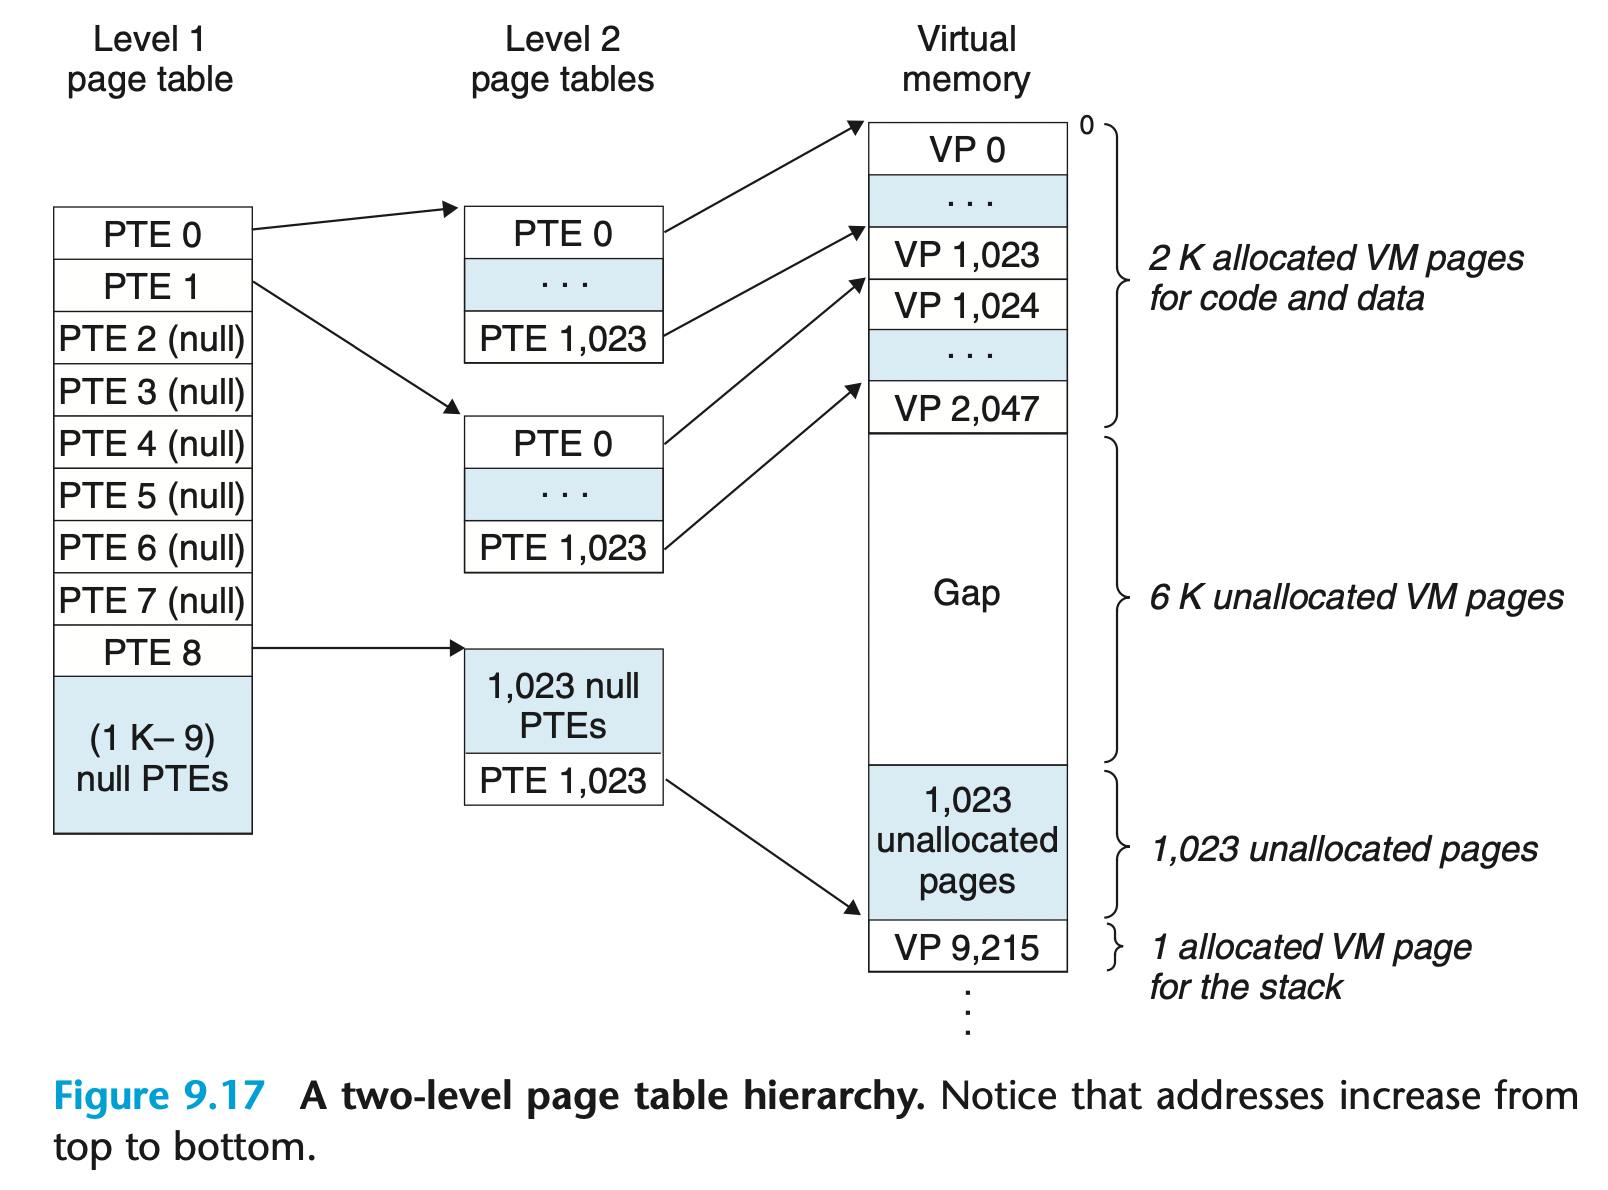 Level 1
page table
Level 2
page tables
Virtual
memory
PTE 0
PTE 1
PTE 2 (null)
PTE 3 (null)
PTE 4 (null)
PTE 5 (null)
PTE 6 (null)
PTE 7 (null)
PTE 8
(1 K– 9)
null PTEs
PTE 0
. . .
PTE 1,023
PTE 0
. . .
PTE 1,023
1,023 null
PTEs
PTE 1,023
0
VP 0
. . .
VP 1,023
VP 1,024
. . .
VP 2,047
Gap
1,023
unallocated
pages
VP 9,215
. . .
2 K allocated VM pages
for code and data
6 K unallocated VM pages
1,023 unallocated pages
1 allocated VM page
for the stack
Figure 9.17 A two-level page table hierarchy. Notice that addresses increase from
top to bottom.